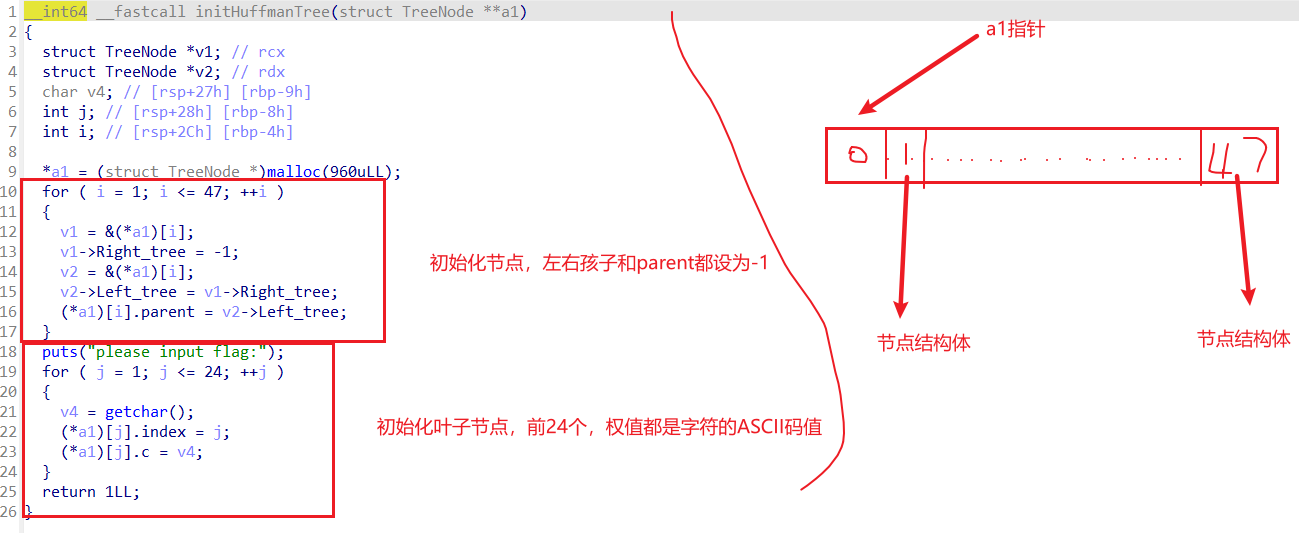 1 __int64 __fastcall initHuffmanTree(struct TreeNode **a1)
2 {
3 struct TreeNode *v1; // rcx
4 struct TreeNode *v2; // rdx
5 char v4; // [rsp+27h] [rbp-9h]
6 int j; // [rsp+28h] [rbp-8h]
7 int i; // [rsp+2Ch] [rbp-4h]
8
9 *a1 = (struct TreeNode *)malloc(960uLL);
10 for ( i = 1; i <= 47; ++i )
11 {
12 v1 = &(*a1)[i];
13 v1->Right_tree = -1;
14 v2 = &(*a1)[i];
15 v2->Left_tree = v1->Right_tree;
16 (*a1)[i].parent = v2->Left_tree;
17 }
18 puts("please input flag:");
19 for ( j = 1; j <= 24; ++j )
20 {
21 v4 = getchar();
22 (*a1)[j].index = j;
23 (*a1)[j].c = v4;
24 }
25 return 1LL;
26 }
初始化节点，左右孩子和parent都设为-1
初始化叶子节点，前24个，权值都是字符的ASCII码值
a1指针
0 1 47
节点结构体
节点结构体